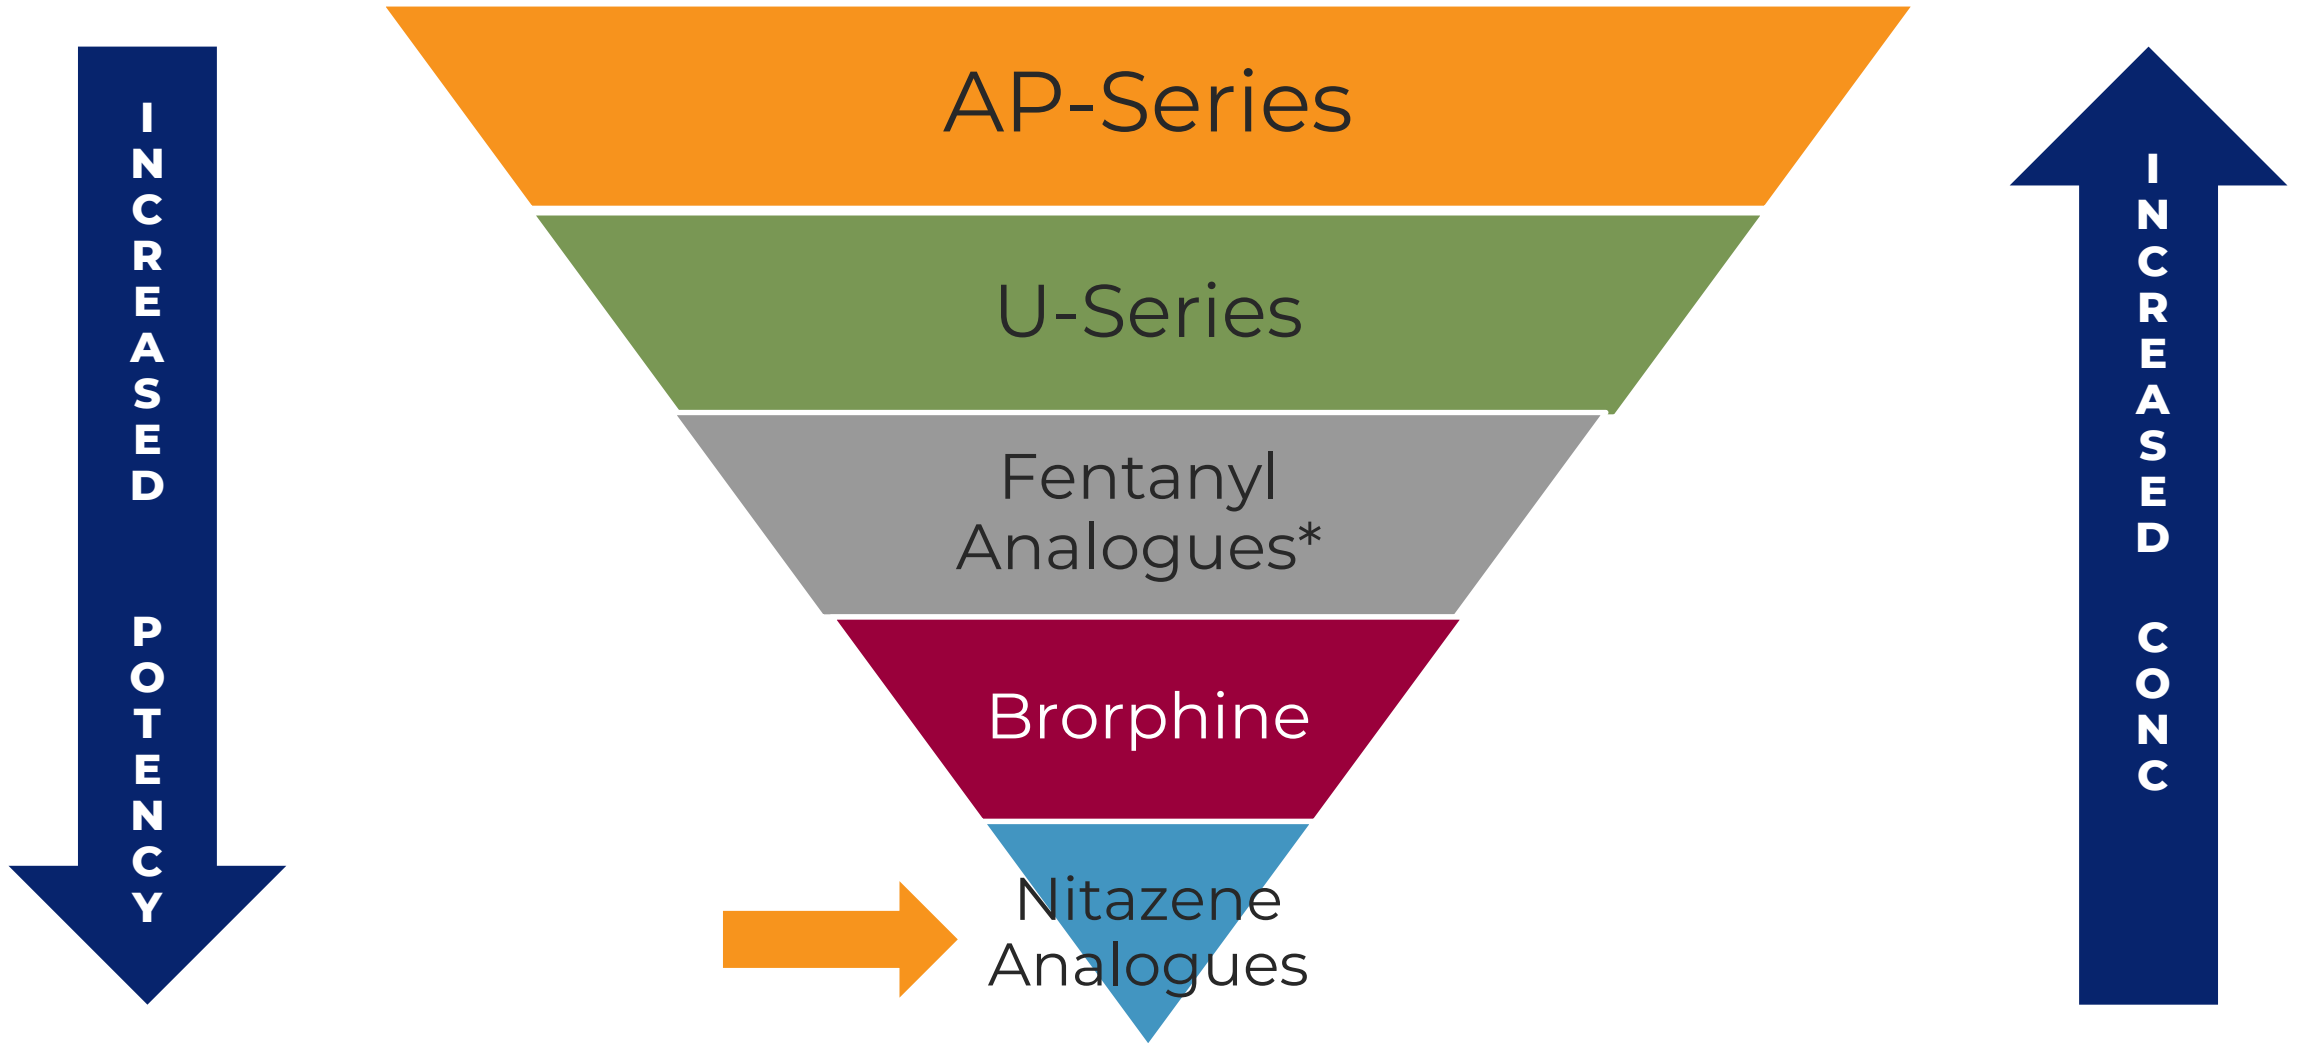 INCREASED POTENCY
AP-Series
U-Series
Fentanyl
Analogues*
Brorphine
Nitazene
Analogues
INCREASED CONC